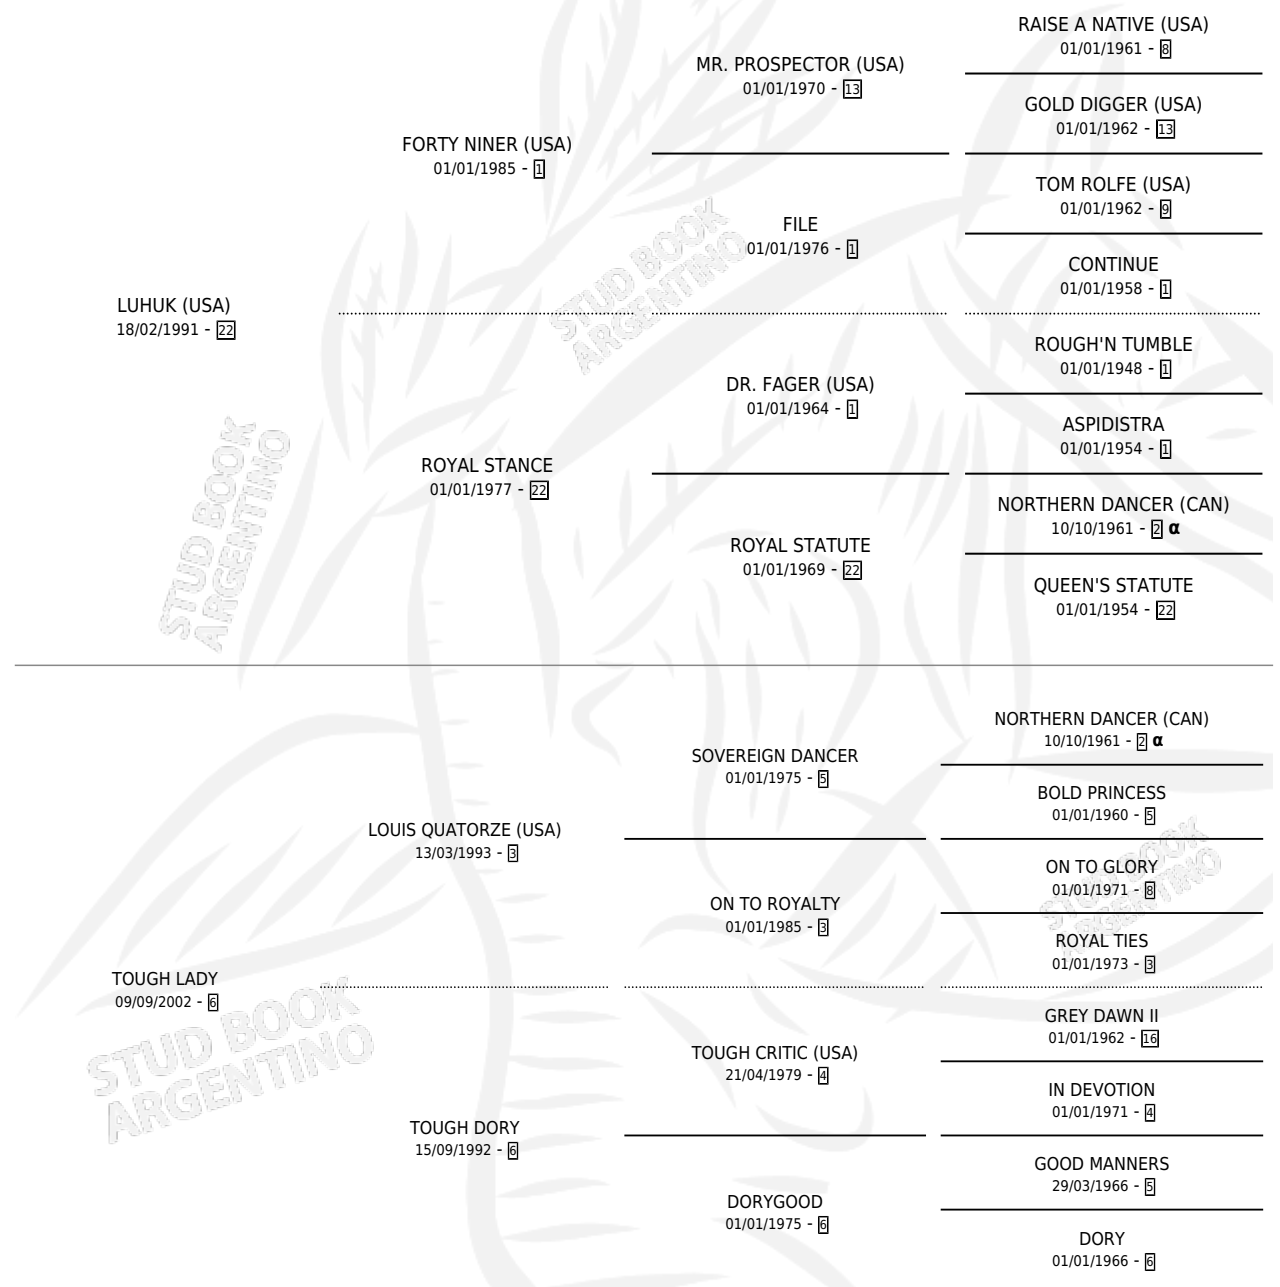 RAISE A NATIVE (USA)
01/01/1961 - 8
MR. PROSPECTOR (USA)
01/01/1970 - 13
GOLD DIGGER (USA)
01/01/1962 - 13
FORTY NINER (USA)
01/01/1985 - 1
TOM ROLFE (USA)
01/01/1962 - 9
FILE
01/01/1976 - 1
CONTINUE
01/01/1958 - 1
LUHUK (USA)
18/02/1991 - 22
ROUGH'N TUMBLE
01/01/1948 - 1
DR. FAGER (USA)
01/01/1964 - 1
ASPIDISTRA
01/01/1954 - 1
ROYAL STANCE
01/01/1977 - 22
NORTHERN DANCER (CAN)
10/10/1961 - 2 α
ROYAL STATUTE
01/01/1969 - 22
QUEEN'S STATUTE
01/01/1954 - 22
NORTHERN DANCER (CAN)
10/10/1961 - 2 α
SOVEREIGN DANCER
01/01/1975 - 5
BOLD PRINCESS
01/01/1960 - 5
LOUIS QUATORZE (USA)
13/03/1993 - 3
ON TO GLORY
01/01/1971 - 8
ON TO ROYALTY
01/01/1985 - 3
ROYAL TIES
01/01/1973 - 3
TOUGH LADY
09/09/2002 - 6
GREY DAWN II
01/01/1962 - 16
TOUGH CRITIC (USA)
21/04/1979 - 4
IN DEVOTION
01/01/1971 - 4
TOUGH DORY
15/09/1992 - 6
GOOD MANNERS
29/03/1966 - 5
DORYGOOD
01/01/1975 - 6
DORY
01/01/1966 - 6
STUD BOOK
ARGENTINO
STUD BOOK
ARGENTINO
STUD BOOK
ARGENTINO
STUD BOOK
ARGENTINO